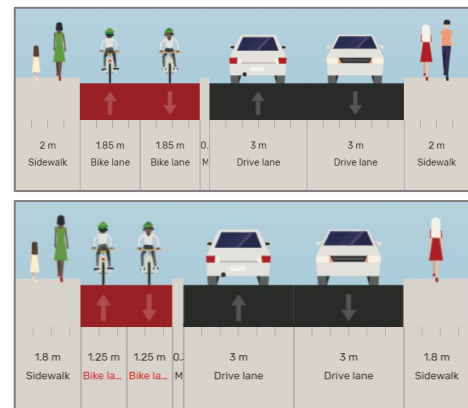 2 m 1.85 m 1.85 m 0. 3 m 3 m 2 m
Sidewalk Bike lane Bike lane M Drive lane Drive lane Sidewalk
1.8 m 1.25 m 1.25 m 0.: 3 m 3 m 1.8 m
Sidewalk Bike la... Bike la... M Drive lane Drive lane Sidewalk